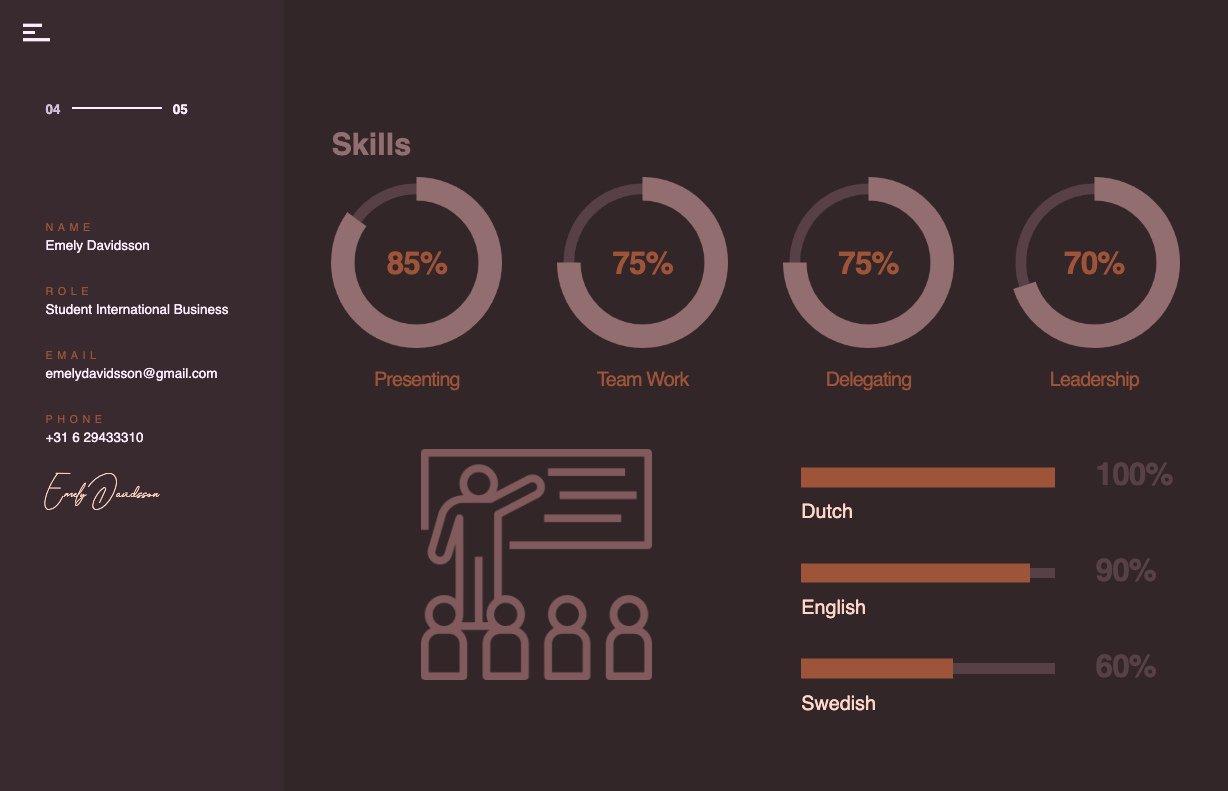 04 05
NAME
Emely Davidsson
ROLE
Student International Business
EMAIL
emelydavidsson@gmail.com
PHONE
+31 6 29433310
Emely Davidsson
Skills
85% 75% 75% 70%
Presenting Team Work Delegating Leadership
100%
Dutch
90%
English
60%
Swedish